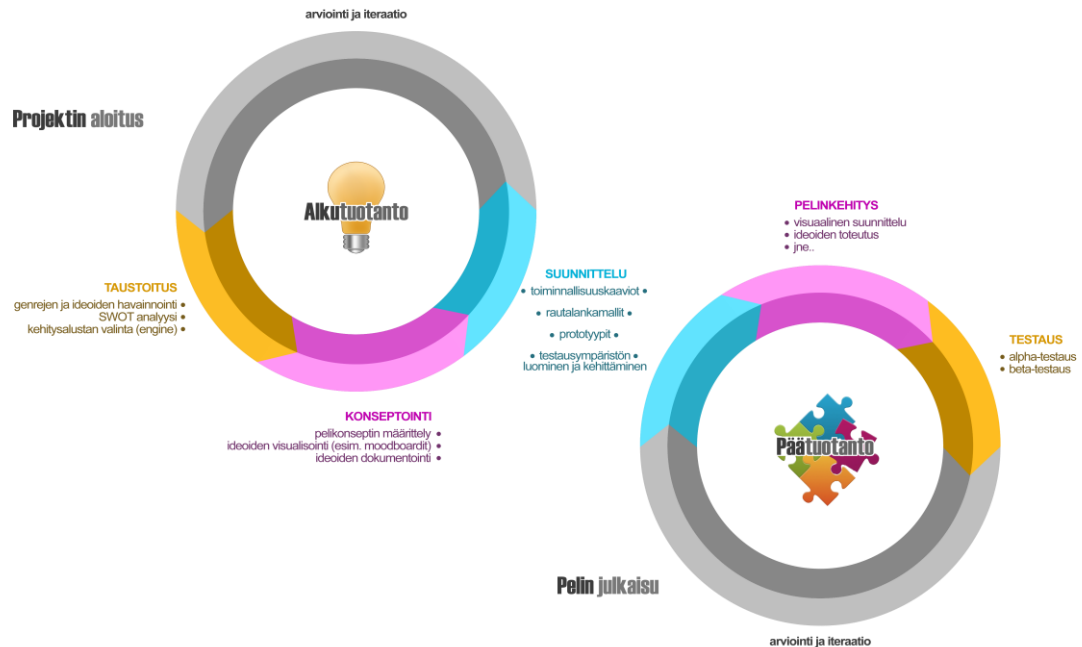 arviointi ja iteraatio
Projektin aloitus
Alkutuotanto
TAUSTOITUS
genrejen ja ideoiden havainnointi •
SWOT analyysi •
kehitysalustan valinta (engine) •
KONSEPTOINTI
pelikonseptin määrittely •
ideoiden visualisointi (esim. moodboardit) •
ideoiden dokumentointi •
SUUNNITTELU
• toiminnallisuuskaaviot •
• rautalankamallit •
• prototyypit •
• testausympäristön •
luominen ja kehittäminen
PELINKEHITYS
• visuaalinen suunnittelu
• ideoiden toteutus
• jne..
TESTAUS
• alpha-testaus
• beta-testaus
Päätuotanto
Pelin julkaisu
arviointi ja iteraatio